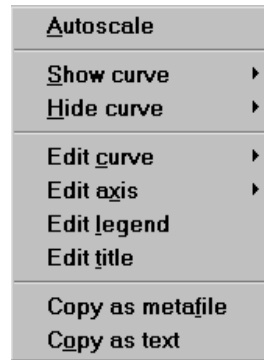 Autoscale
Show curve
Hide curve
Edit curve
Edit axis
Edit legend
Edit title
Copy as metafile
Copy as text